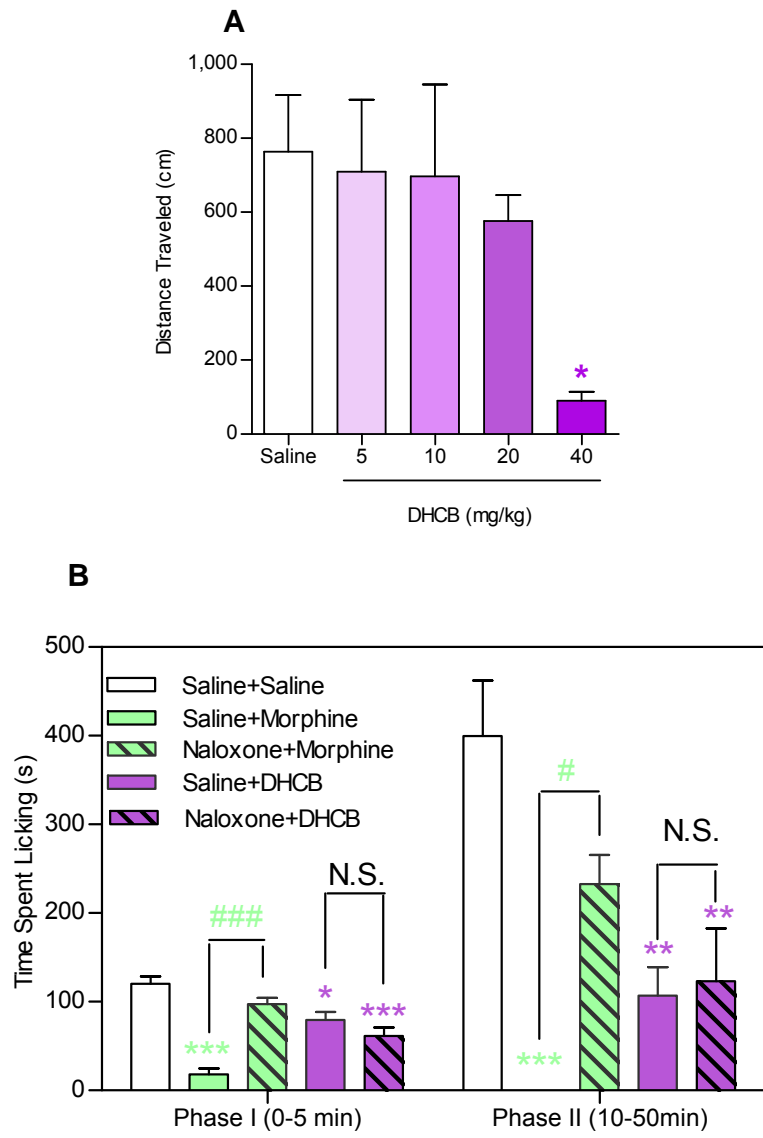 A
1,000
800
600
400
200
0
Distance Traveled (cm)
*
Saline 5 10 20 40
DHCB (mg/kg)
B
500
400
300
200
100
0
Time Spent Licking (s)
Saline+Saline
Saline+Morphine
Naloxone+Morphine
Saline+DHCB
Naloxone+DHCB
#
N.S.
N.S.
###
** **
* ***
*** ***
Phase I (0-5 min) Phase II (10-50min)